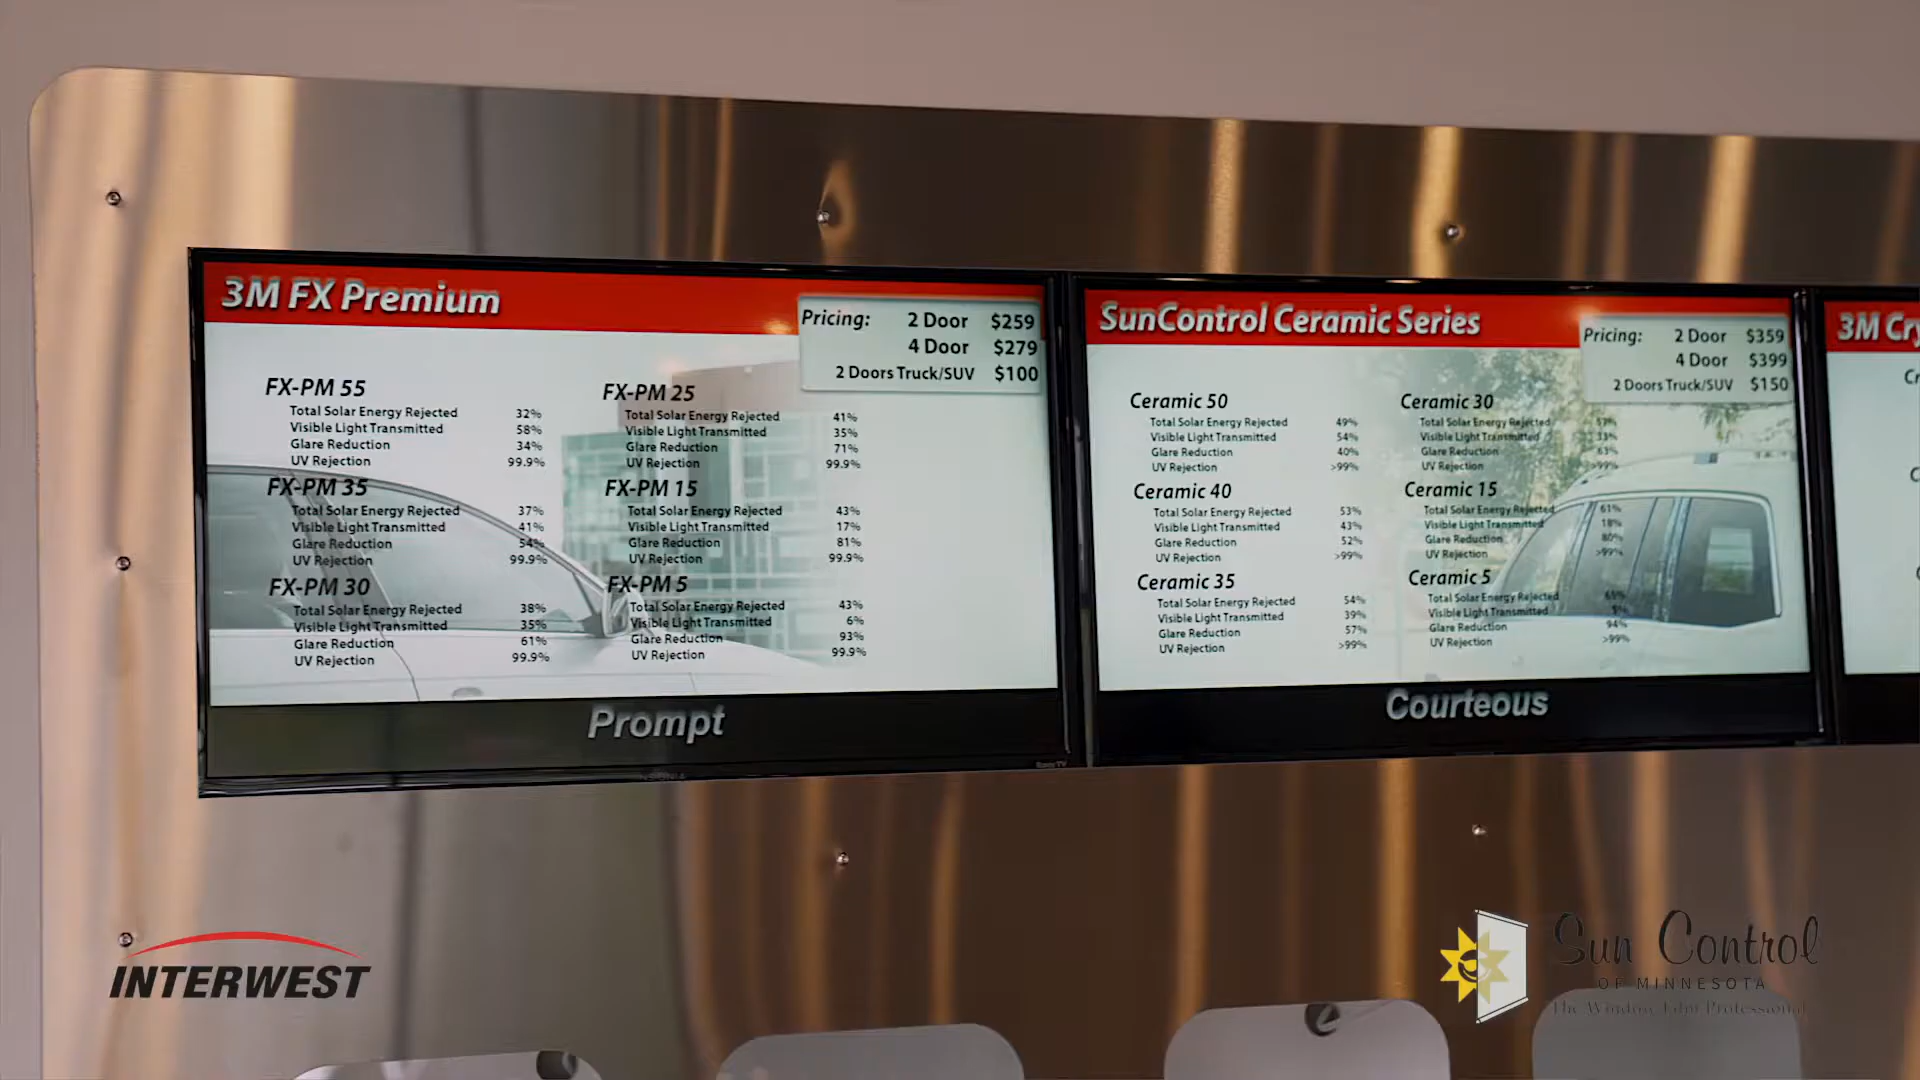 3M FX Premium
Pricing: 2 Door $259
4 Door $279
2 Doors Truck/SUV $100
FX-PM 55
Total Solar Energy Rejected 32%
Visible Light Transmitted 58%
Glare Reduction 34%
UV Rejection 99.9%
FX-PM 35
Total Solar Energy Rejected 37%
Visible Light Transmitted 41%
Glare Reduction 54%
UV Rejection 99.9%
FX-PM 30
Total Solar Energy Rejected 38%
Visible Light Transmitted 35%
Glare Reduction 61%
UV Rejection 99.9%
FX-PM 25
Total Solar Energy Rejected 41%
Visible Light Transmitted 35%
Glare Reduction 71%
UV Rejection 99.9%
FX-PM 15
Total Solar Energy Rejected 43%
Visible Light Transmitted 17%
Glare Reduction 81%
UV Rejection 99.9%
FX-PM 5
Total Solar Energy Rejected 43%
Visible Light Transmitted 6%
Glare Reduction 93%
UV Rejection 99.9%
Prompt
SunControl Ceramic Series
Pricing: 2 Door $359
4 Door $399
2 Doors Truck/SUV $150
Ceramic 50
Total Solar Energy Rejected 49%
Visible Light Transmitted 54%
Glare Reduction 40%
UV Rejection >99%
Ceramic 40
Total Solar Energy Rejected 53%
Visible Light Transmitted 43%
Glare Reduction 52%
UV Rejection >99%
Ceramic 35
Total Solar Energy Rejected 54%
Visible Light Transmitted 39%
Glare Reduction 57%
UV Rejection >99%
Ceramic 30
Total Solar Energy Rejected
Visible Light Transmitted 33%
Glare Reduction 63%
UV Rejection >99%
Ceramic 15
Total Solar Energy Rejected 61%
Visible Light Transmitted 18%
Glare Reduction 80%
UV Rejection >99%
Ceramic 5
Total Solar Energy Rejected
Visible Light Transmitted 5%
Glare Reduction 94%
UV Rejection >99%
Courteous
3M Cry
INTERWEST
Sun Control
OF MINNESOTA
The Window Film Professional